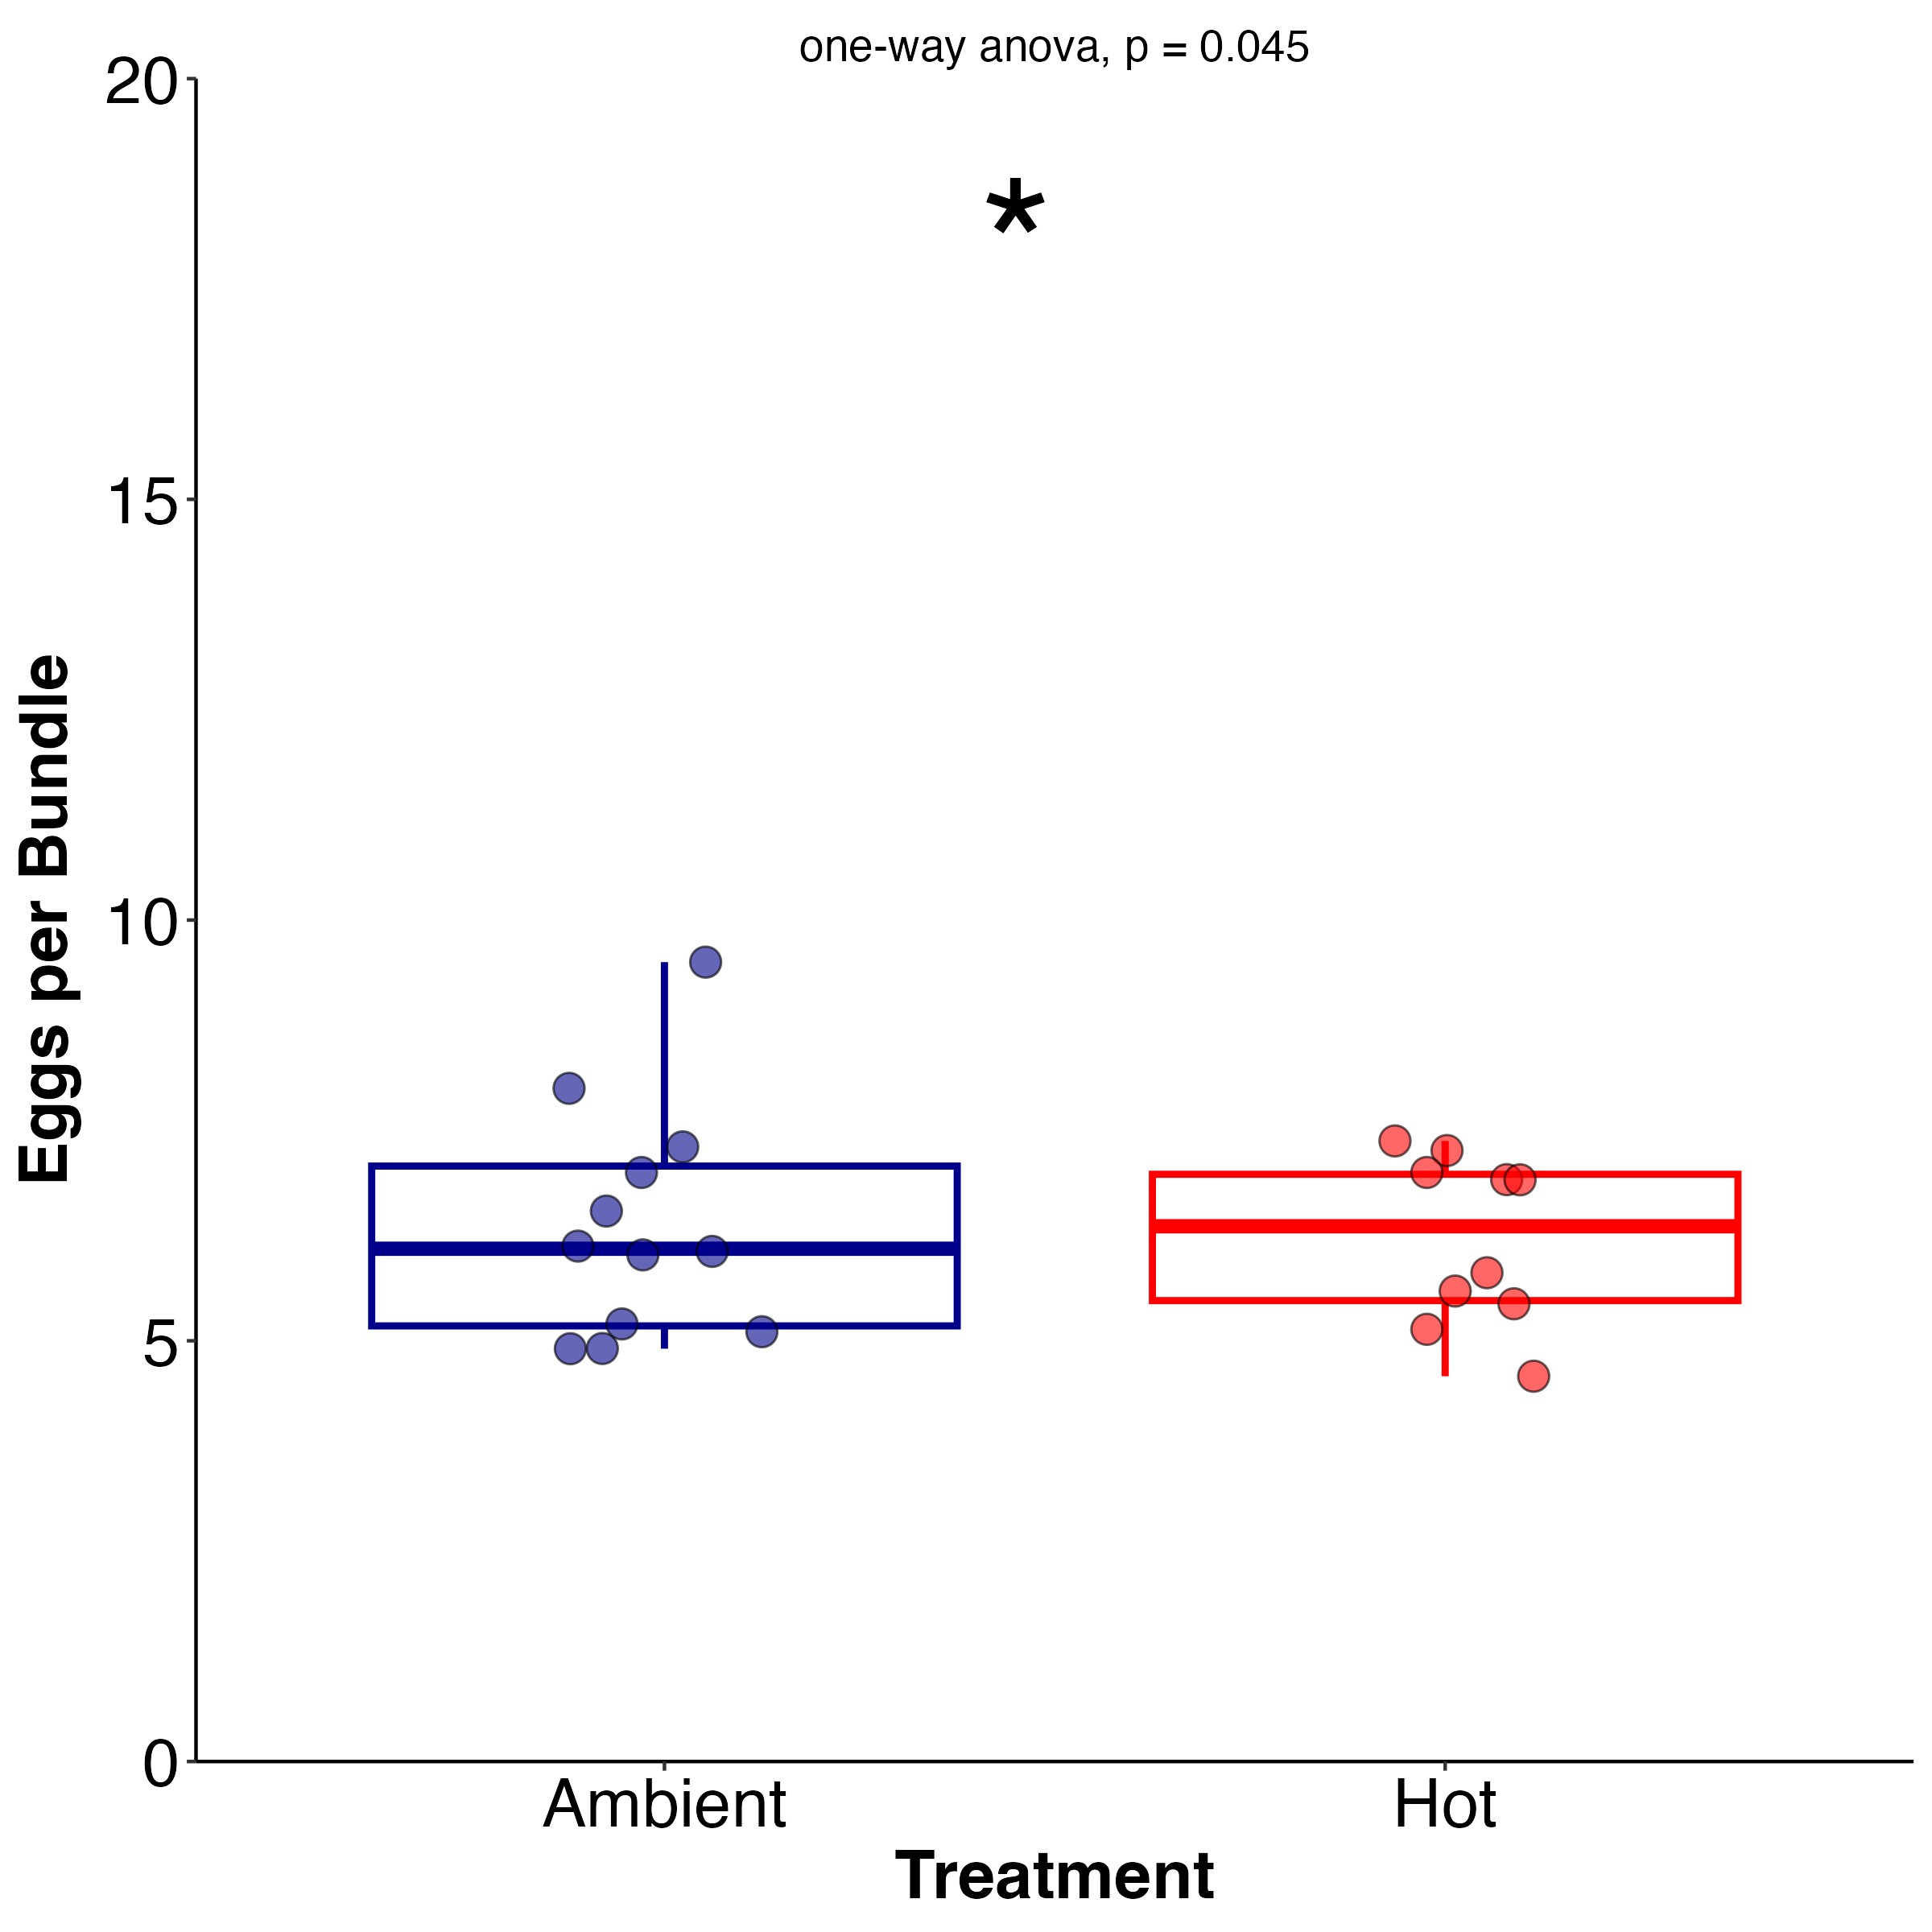 one-way anova, p = 0.045
*
20
15
10
5
0
Eggs per Bundle
Ambient Hot
Treatment